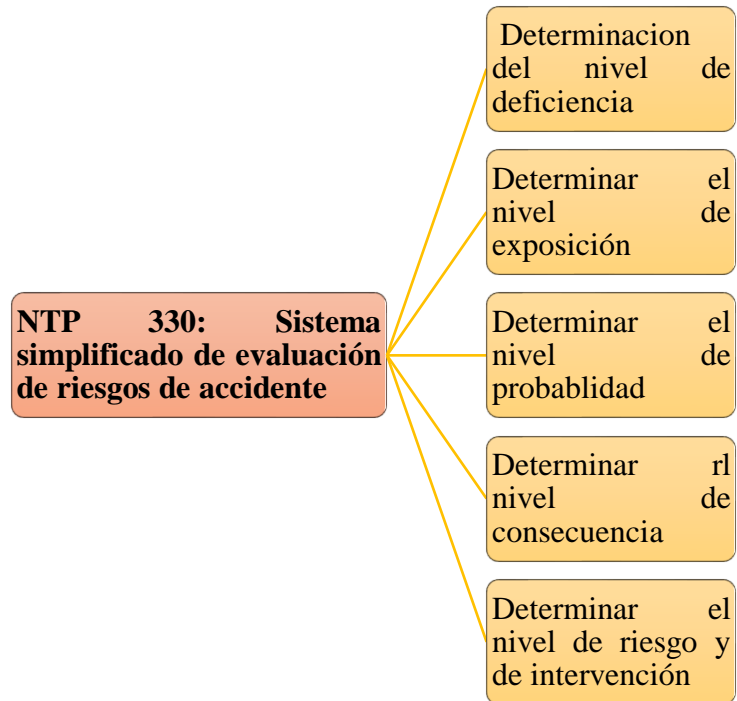 NTP 330: Sistema
simplificado de evaluación
de riesgos de accidente
Determinacion
del nivel de
deficiencia
Determinar el
nivel de
exposición
Determinar el
nivel de
probablidad
Determinar rl
nivel de
consecuencia
Determinar el
nivel de riesgo y
de intervención